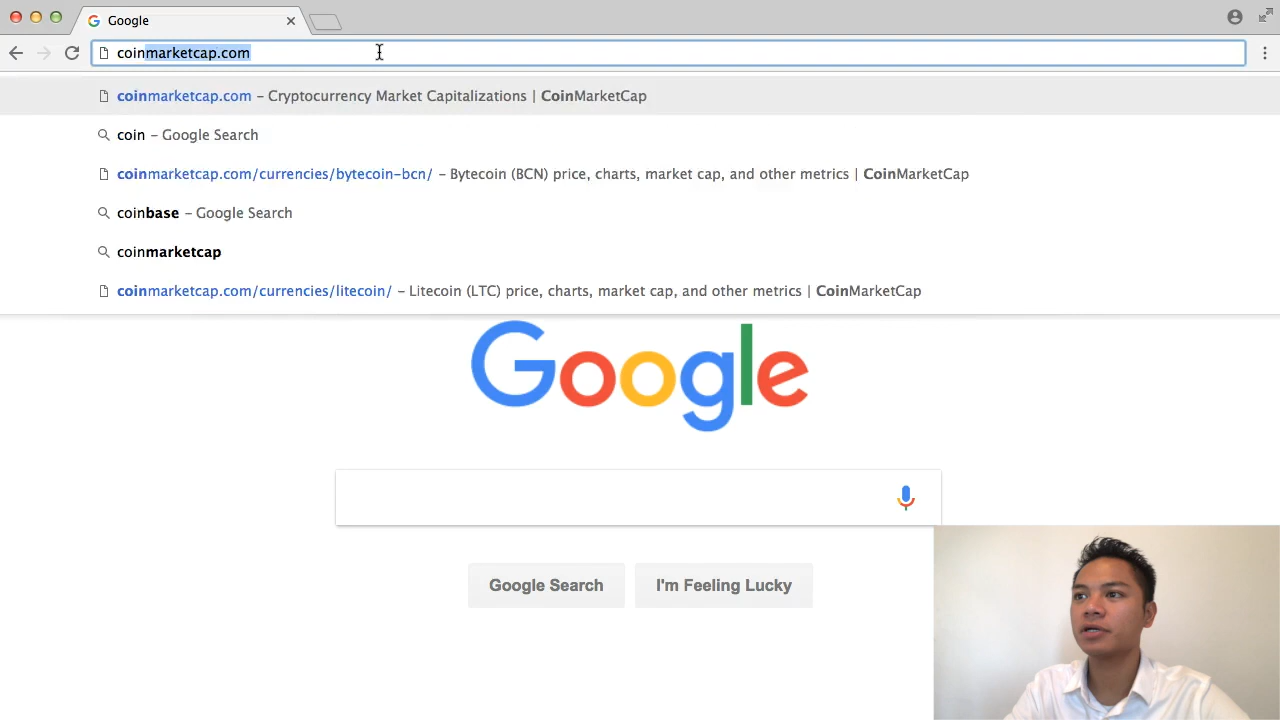 Google
coinmarketcap.com
coinmarketcap.com – Cryptocurrency Market Capitalizations | CoinMarketCap
coin – Google Search
coinmarketcap.com/currencies/bytecoin-bcn/ – Bytecoin (BCN) price, charts, market cap, and other metrics | CoinMarketCap
coinbase – Google Search
coinmarketcap
coinmarketcap.com/currencies/litecoin/ – Litecoin (LTC) price, charts, market cap, and other metrics | CoinMarketCap
Google
Google Search I'm Feeling Lucky